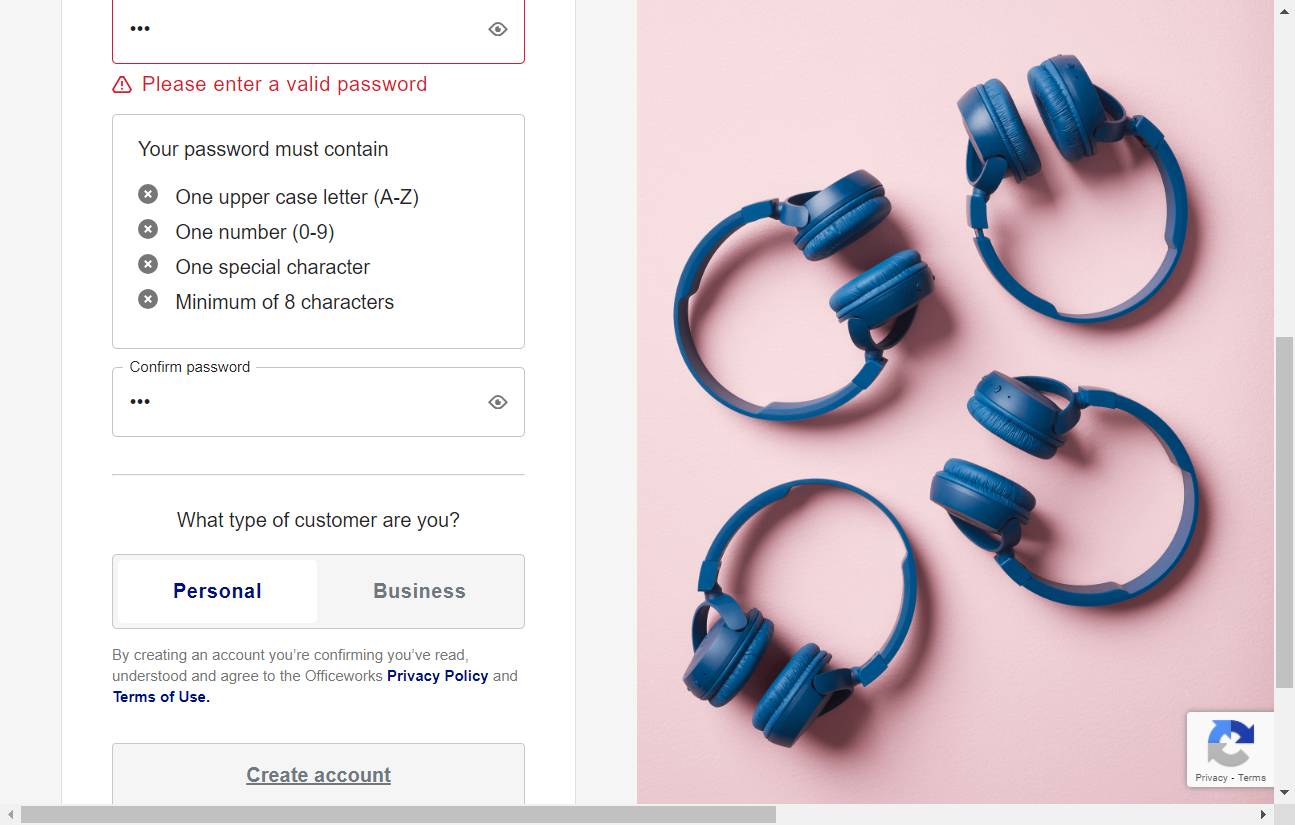 •••
Please enter a valid password
Your password must contain
One upper case letter (A-Z)
One number (0-9)
One special character
Minimum of 8 characters
Confirm password
•••
What type of customer are you?
Personal Business
By creating an account you’re confirming you’ve read,
understood and agree to the Officeworks Privacy Policy and
Terms of Use.
Create account
Privacy - Terms